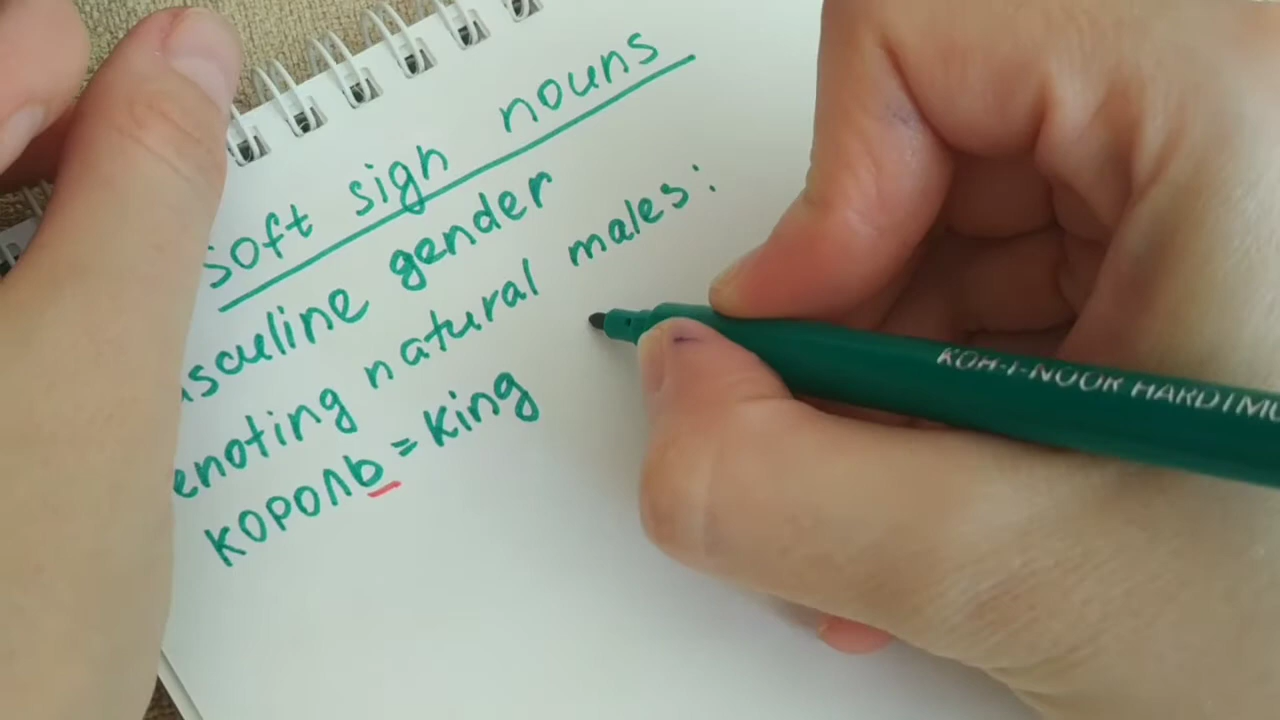 soft sign nouns
asculine gender
enoting natural males:
король = king
KOH-I-NOOR HARDTMU